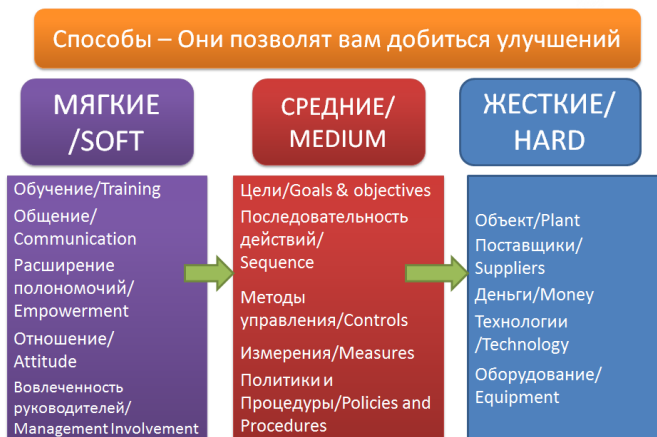 Способы – Они позволят вам добиться улучшений
МЯГКИЕ
/SOFT
Обучение/Training
Общение/
Communication
Расширение
полономочий/
Empowerment
Отношение/
Attitude
Вовлеченность
руководителей/
Management Involvement
СРЕДНИЕ/
MEDIUM
Цели/Goals & objectives
Последовательность
действий/
Sequence
Методы
управления/Controls
Измерения/Measures
Политики и
Процедуры/Policies and
Procedures
ЖЕСТКИЕ/
HARD
Объект/Plant
Поставщики/
Suppliers
Деньги/Money
Технологии
/Technology
Оборудование/
Equipment